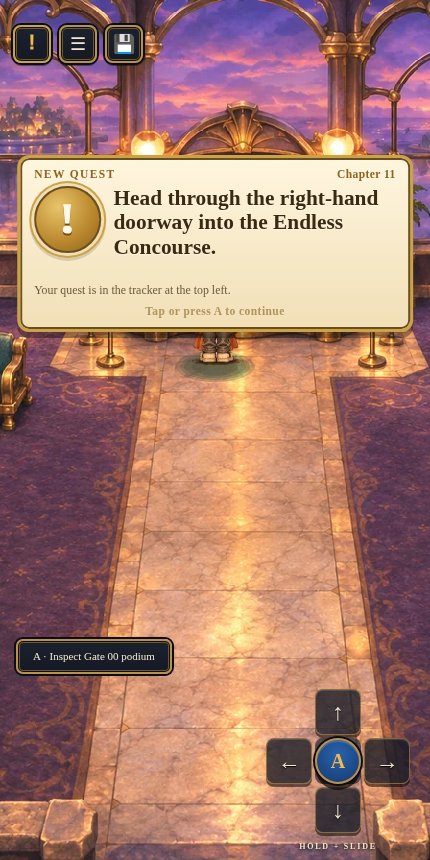 !
☰
💾
NEW QUEST
Chapter 11
!
Head through the right-hand
doorway into the Endless
Concourse.
Your quest is in the tracker at the top left.
Tap or press A to continue
A · Inspect Gate 00 podium
↑
← A →
↓
HOLD + SLIDE